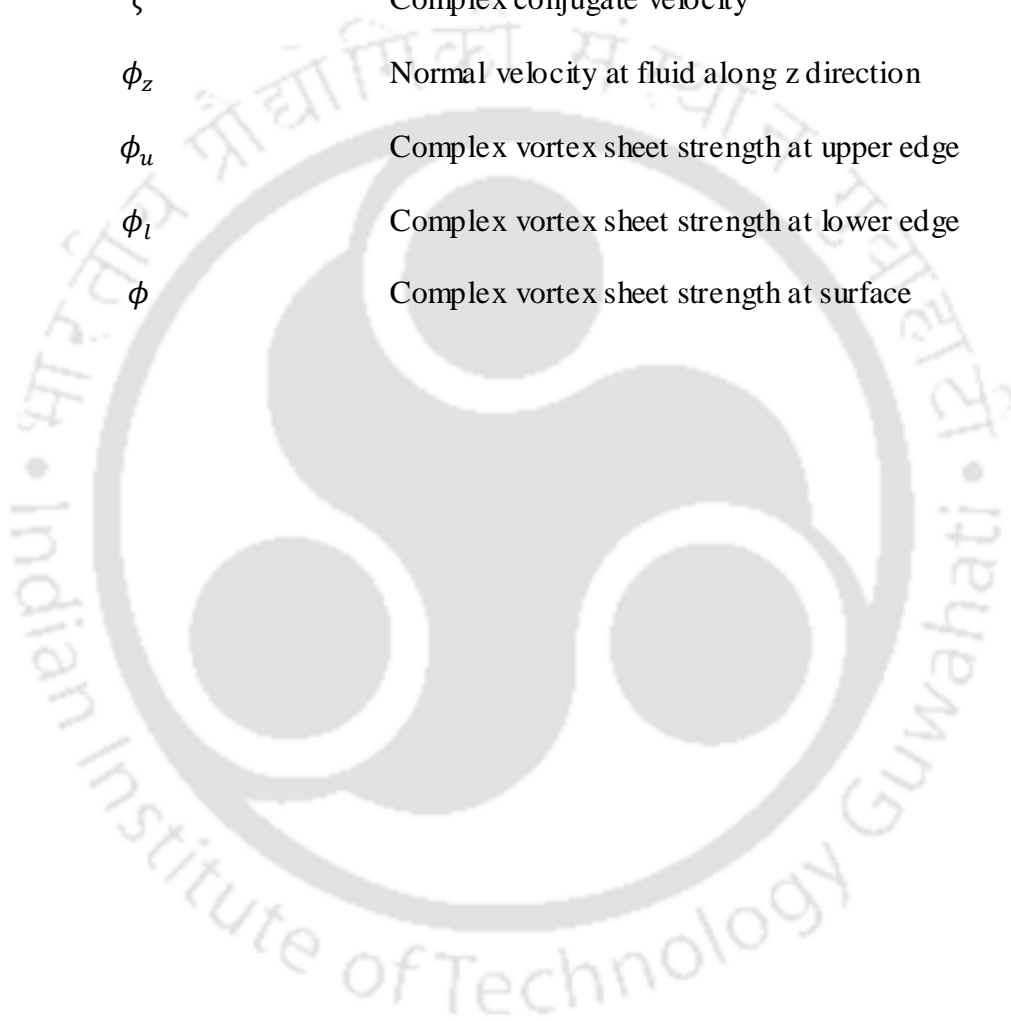 ς Complex conjugate velocity
ϕ_z Normal velocity at fluid along z direction
ϕ_u Complex vortex sheet strength at upper edge
ϕ_l Complex vortex sheet strength at lower edge
ϕ Complex vortex sheet strength at surface
भारतीय प्रौद्योगिकी संस्थान गुवाहाटी
Indian Institute of Technology Guwahati